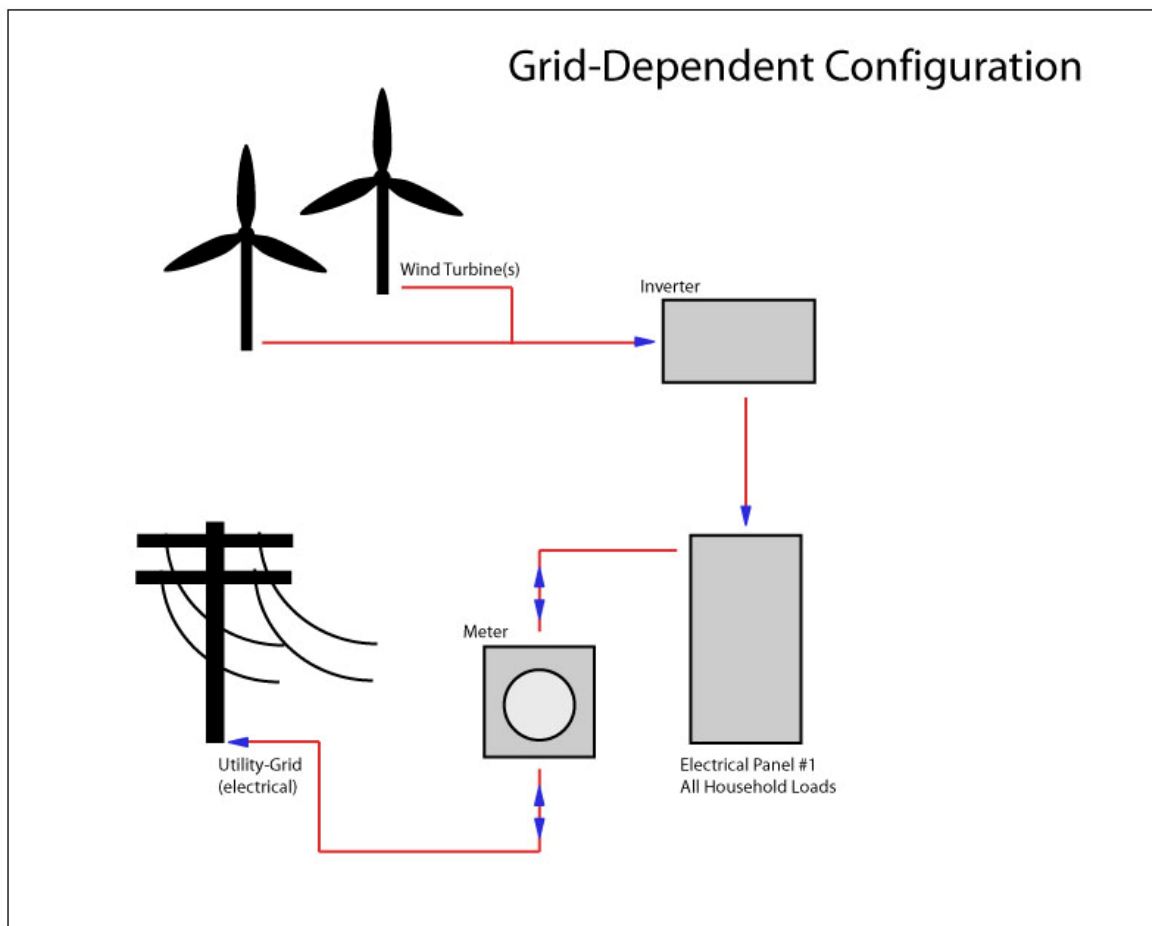 Grid-Dependent Configuration
Wind Turbine(s)
Inverter
Meter
Utility-Grid
(electrical)
Electrical Panel #1
All Household Loads